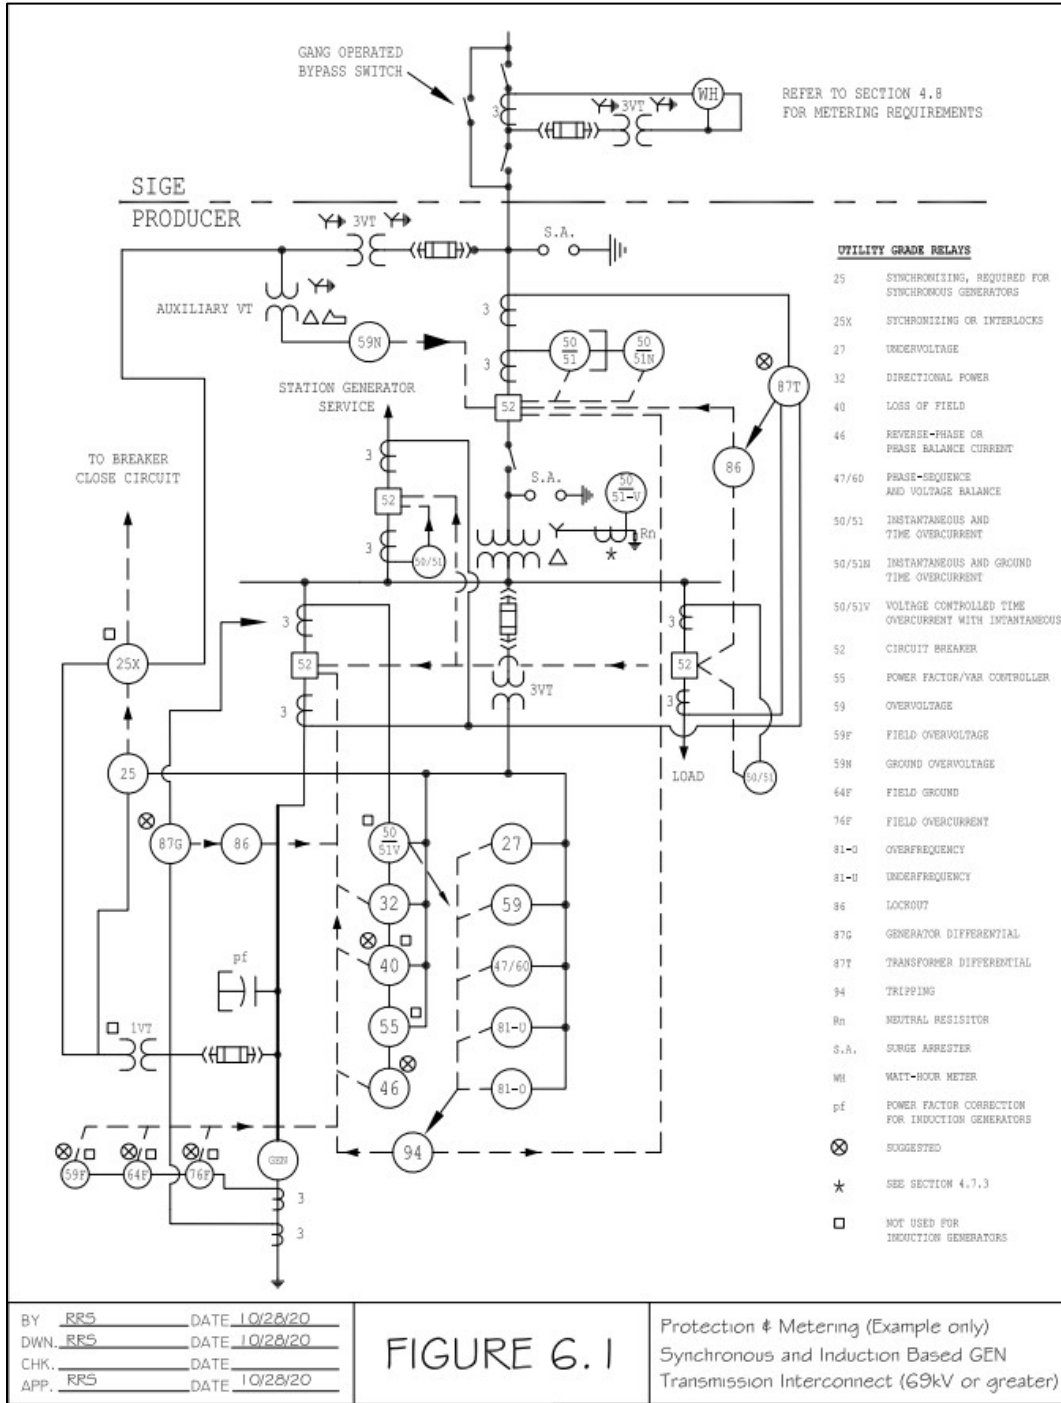 GANG OPERATED
BYPASS SWITCH
WH
3VT
3
REFER TO SECTION 4.8
FOR METERING REQUIREMENTS
SIGE
PRODUCER
3VT
S.A.
AUXILIARY VT
59N
3
3
50
51
50
51N
87T
STATION GENERATOR
SERVICE
52
86
TO BREAKER
CLOSE CIRCUIT
3
52
3
50/51
S.A.
50
51-V
Rn
*
3
52
3
3VT
3
52
3
LOAD
50/51
25X
25
87G
86
50
51V
32
40
55
46
27
59
47/60
81-U
81-O
94
pf
1VT
59F
64F
76F
GEN
3
3
UTILITY GRADE RELAYS
25 SYNCHRONIZING, REQUIRED FOR
SYNCHRONOUS GENERATORS
25X SYCHRONIZING OR INTERLOCKS
27 UNDERVOLTAGE
32 DIRECTIONAL POWER
40 LOSS OF FIELD
46 REVERSE-PHASE OR
PHASE BALANCE CURRENT
47/60 PHASE-SEQUENCE
AND VOLTAGE BALANCE
50/51 INSTANTANEOUS AND
TIME OVERCURRENT
50/51N INSTANTANEOUS AND GROUND
TIME OVERCURRENT
50/51V VOLTAGE CONTROLLED TIME
OVERCURRENT WITH INTANTANEOUS
52 CIRCUIT BREAKER
55 POWER FACTOR/VAR CONTROLLER
59 OVERVOLTAGE
59F FIELD OVERVOLTAGE
59N GROUND OVERVOLTAGE
64F FIELD GROUND
76F FIELD OVERCURRENT
81-O OVERFREQUENCY
81-U UNDERFREQUENCY
86 LOCKOUT
87G GENERATOR DIFFERENTIAL
87T TRANSFORMER DIFFERENTIAL
94 TRIPPING
Rn NEUTRAL RESISITOR
S.A. SURGE ARRESTER
WH WATT-HOUR METER
pf POWER FACTOR CORRECTION
FOR INDUCTION GENERATORS
SUGGESTED
* SEE SECTION 4.7.3
NOT USED FOR
INDUCTION GENERATORS
BY RRS DATE 10/28/20
DWN. RRS DATE 10/28/20
CHK. DATE
APP. RRS DATE 10/28/20
FIGURE 6.1
Protection & Metering (Example only)
Synchronous and Induction Based GEN
Transmission Interconnect (69kV or greater)